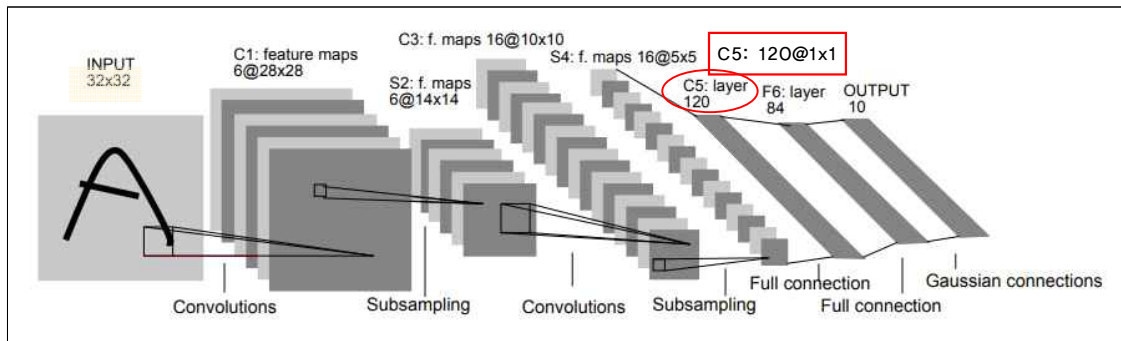 INPUT
32x32
C1: feature maps
6@28x28
S2: f. maps
6@14x14
C3: f. maps 16@10x10
S4: f. maps 16@5x5
C5: 120@1x1
C5: layer
120
F6: layer
84
OUTPUT
10
Convolutions
Subsampling
Convolutions
Subsampling
Full connection
Full connection
Gaussian connections